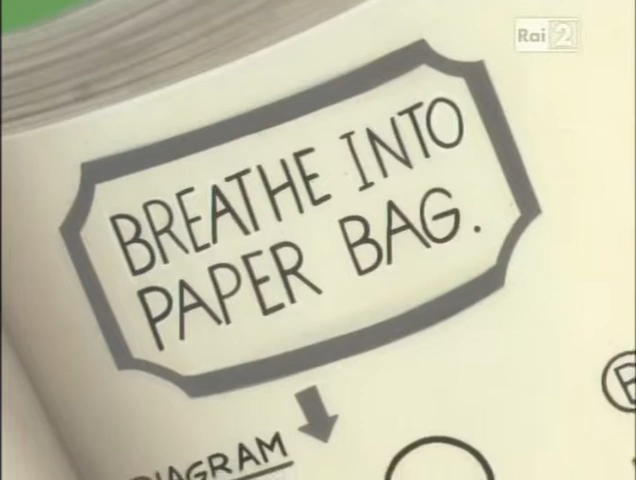 Rai 2
BREATHE INTO
PAPER BAG.
DIAGRAM
B